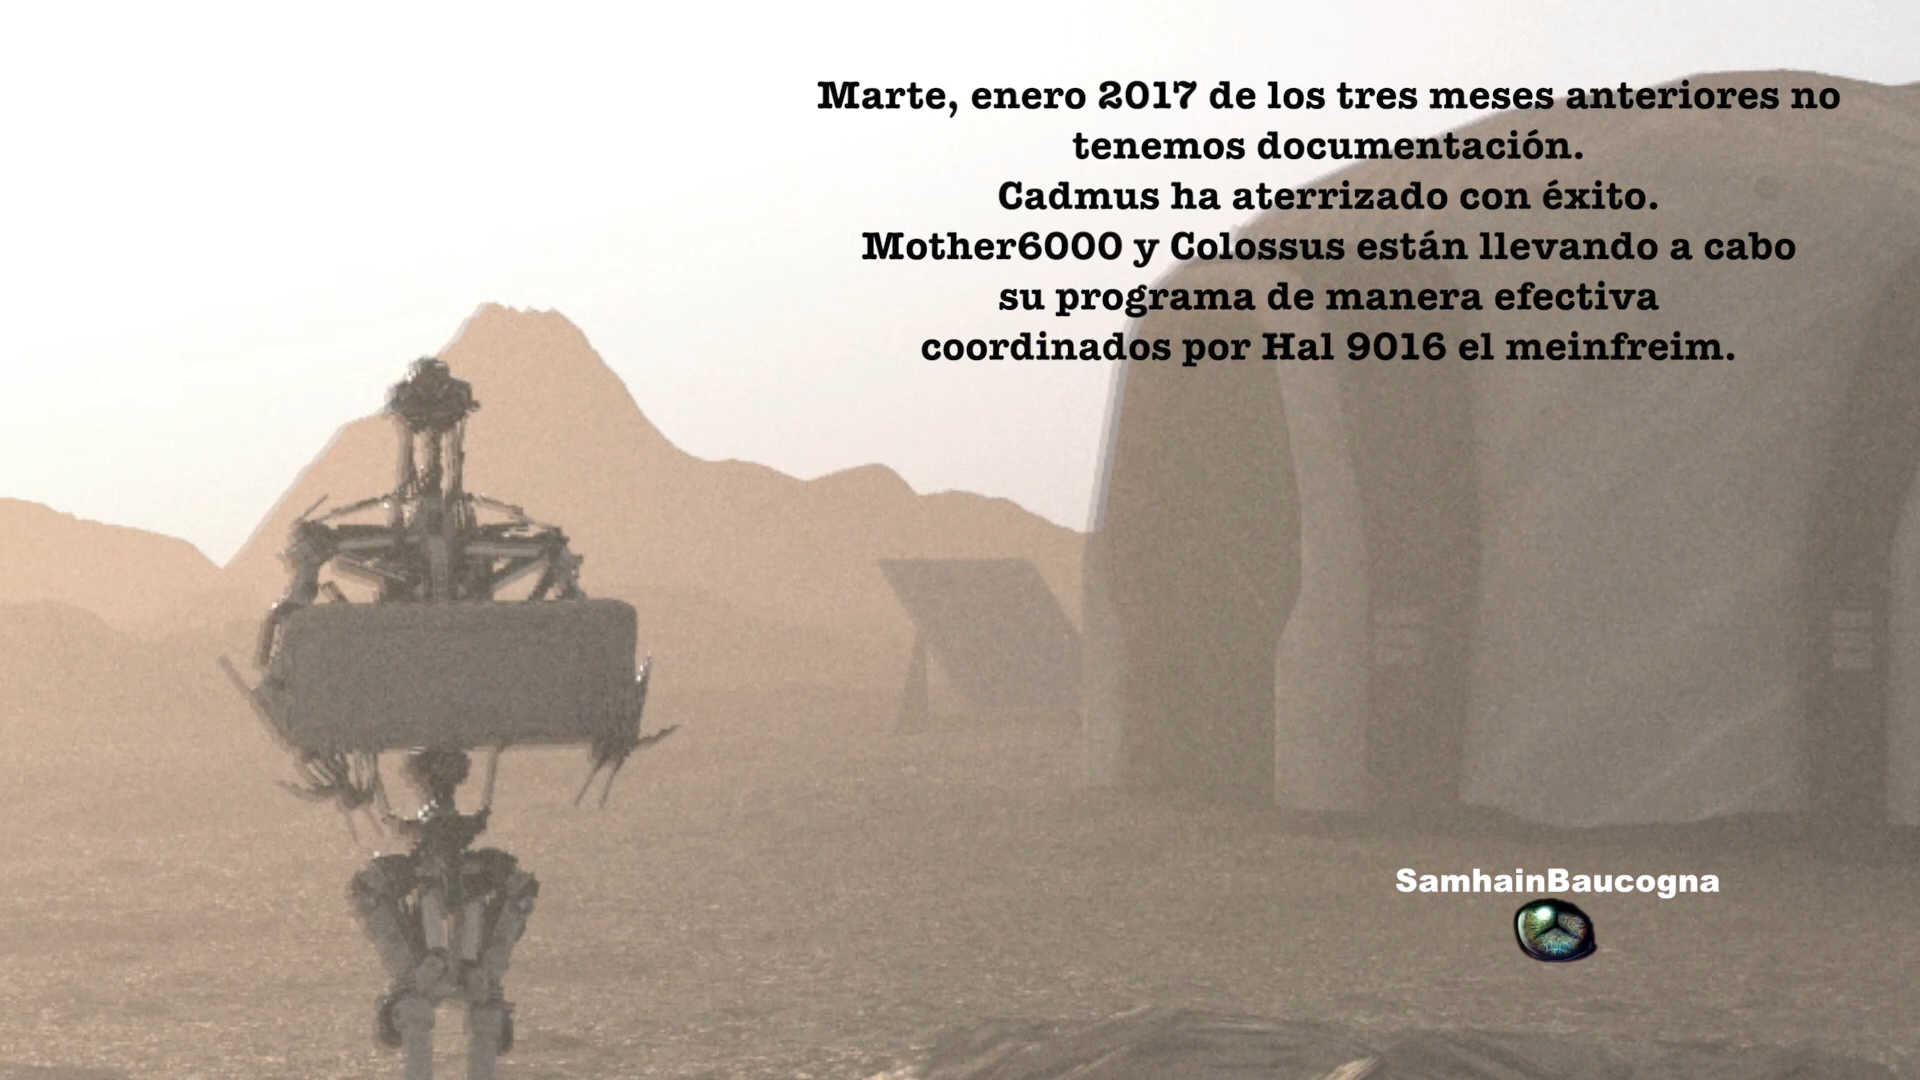 Marte, enero 2017 de los tres meses anteriores no
tenemos documentación.
Cadmus ha aterrizado con éxito.
Mother6000 y Colossus están llevando a cabo
su programa de manera efectiva
coordinados por Hal 9016 el meinfreim.
SamhainBaucogna